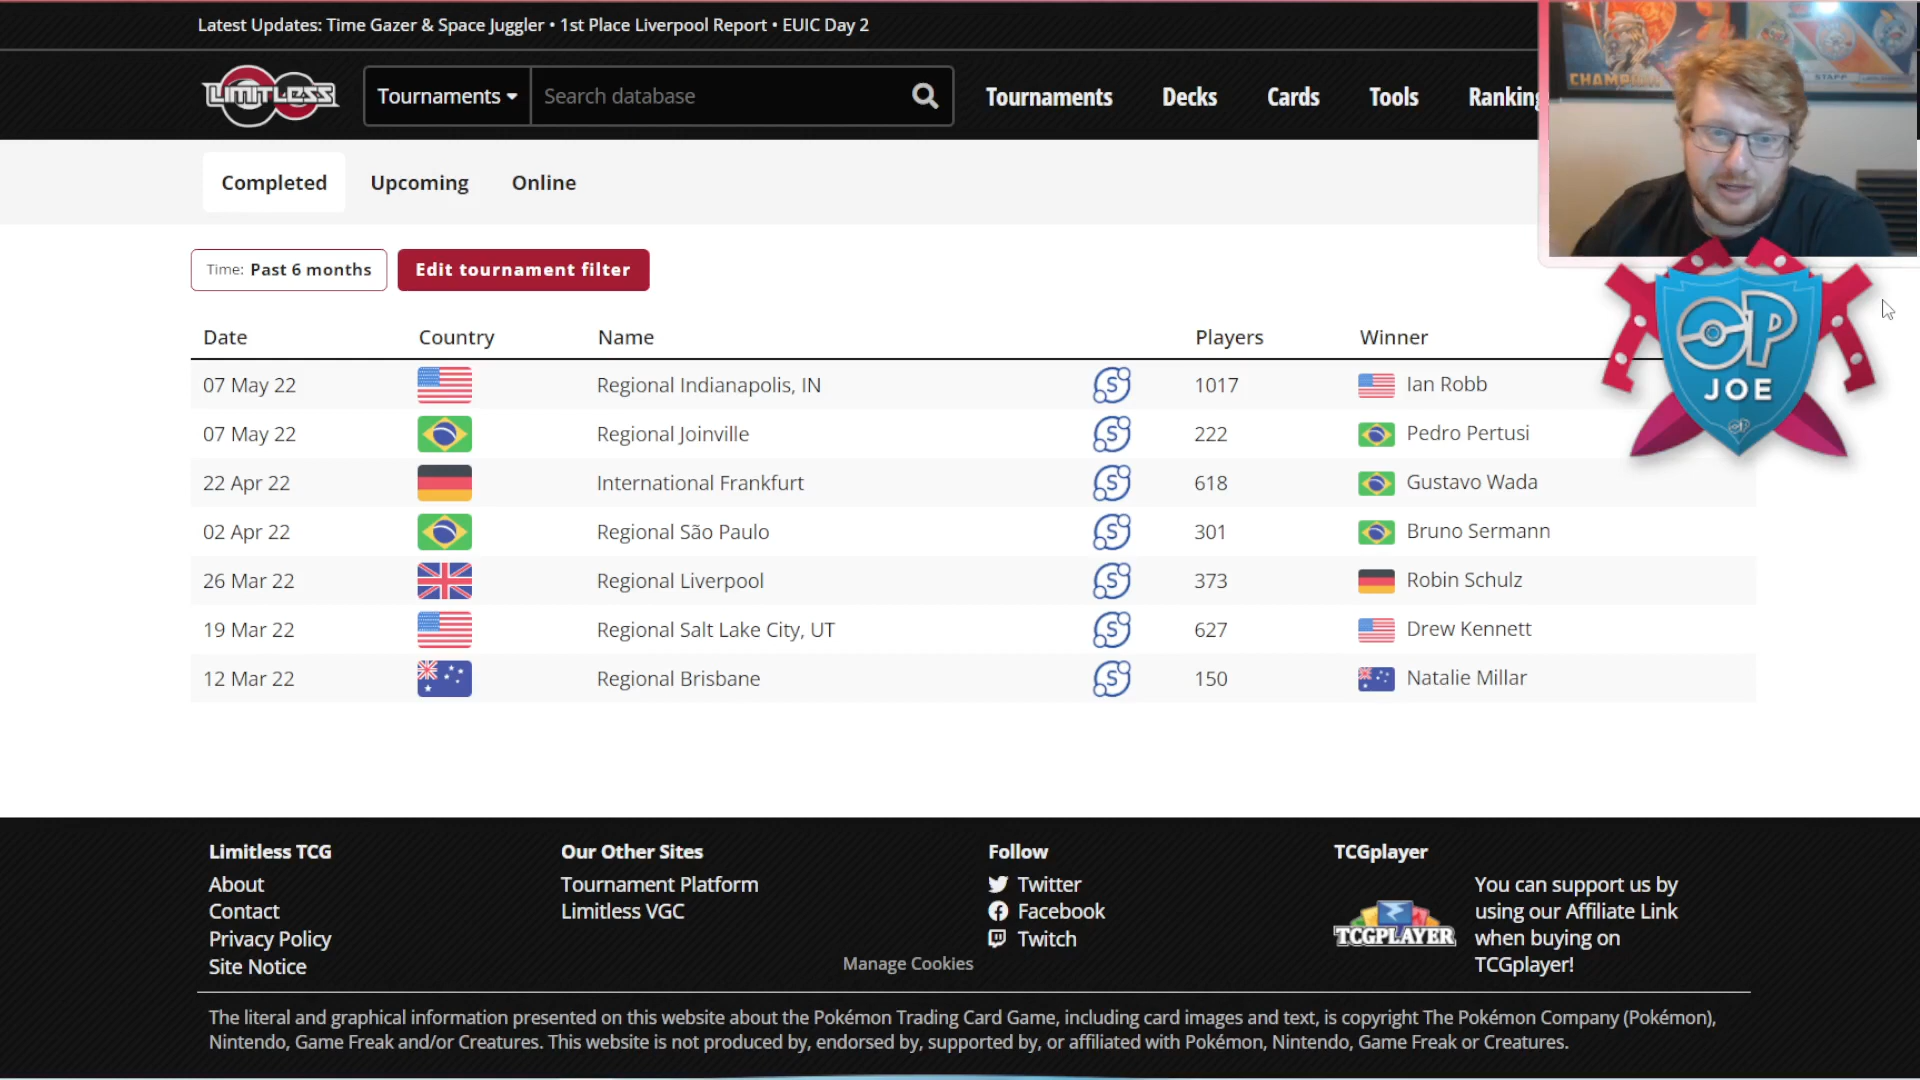 Latest Updates: Time Gazer & Space Juggler • 1st Place Liverpool Report • EUIC Day 2
LIMITLESS
Tournaments
Search database
Tournaments Decks Cards Tools Ranking
CHAMPION
STAFF
Completed Upcoming Online
Time: Past 6 months
Edit tournament filter
OP
JOE
Date Country Name Players Winner
07 May 22 Regional Indianapolis, IN S 1017 Ian Robb
07 May 22 Regional Joinville S 222 Pedro Pertusi
22 Apr 22 International Frankfurt S 618 Gustavo Wada
02 Apr 22 Regional São Paulo S 301 Bruno Sermann
26 Mar 22 Regional Liverpool S 373 Robin Schulz
19 Mar 22 Regional Salt Lake City, UT S 627 Drew Kennett
12 Mar 22 Regional Brisbane S 150 Natalie Millar
Limitless TCG
About
Contact
Privacy Policy
Site Notice
Our Other Sites
Tournament Platform
Limitless VGC
Follow
Twitter
Facebook
Twitch
TCGplayer
TCGPLAYER
You can support us by
using our Affiliate Link
when buying on
TCGplayer!
Manage Cookies
The literal and graphical information presented on this website about the Pokémon Trading Card Game, including card images and text, is copyright The Pokémon Company (Pokémon),
Nintendo, Game Freak and/or Creatures. This website is not produced by, endorsed by, supported by, or affiliated with Pokémon, Nintendo, Game Freak or Creatures.